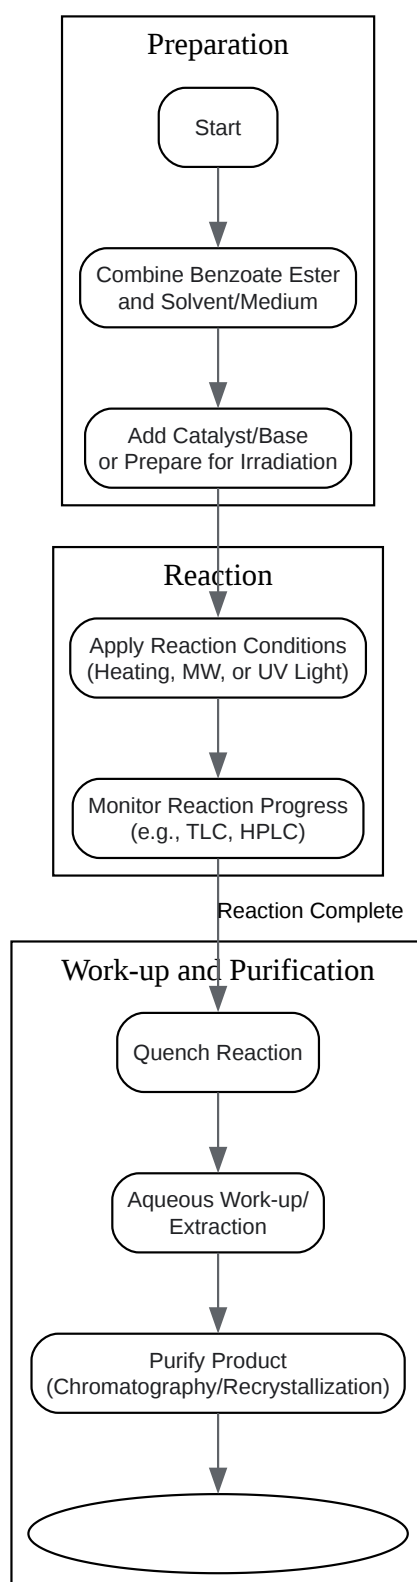 Preparation
Start
Combine Benzoate Ester
and Solvent/Medium
Add Catalyst/Base
or Prepare for Irradiation
Reaction
Apply Reaction Conditions
(Heating, MW, or UV Light)
Monitor Reaction Progress
(e.g., TLC, HPLC)
Reaction Complete
Work-up and Purification
Quench Reaction
Aqueous Work-up/
Extraction
Purify Product
(Chromatography/Recrystallization)